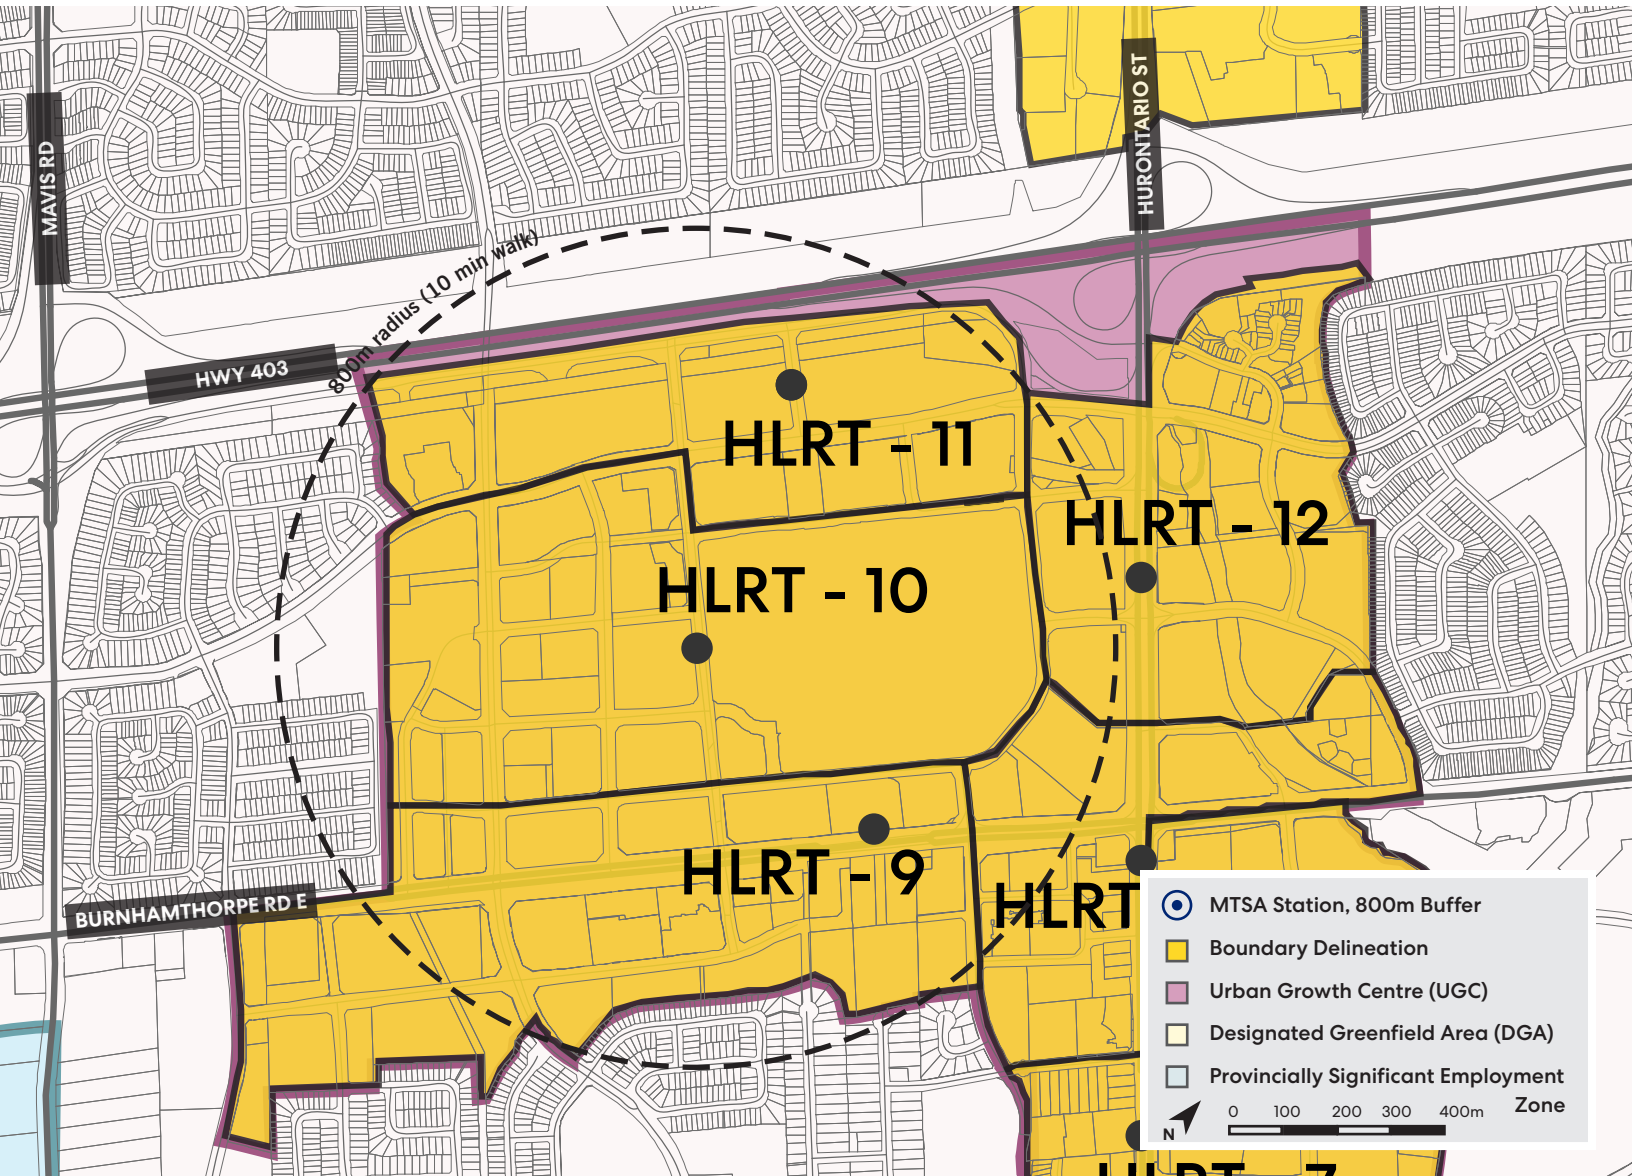 HURONTARIO ST
MAVIS RD
800m radius (10 min walk)
HWY 403
HLRT - 11
HLRT - 12
HLRT - 10
HLRT - 9
HLRT
BURNHAMTHORPE RD E
MTSA Station, 800m Buffer
Boundary Delineation
Urban Growth Centre (UGC)
Designated Greenfield Area (DGA)
Provincially Significant Employment
Zone
N
0 100 200 300 400m
HLRT - 7